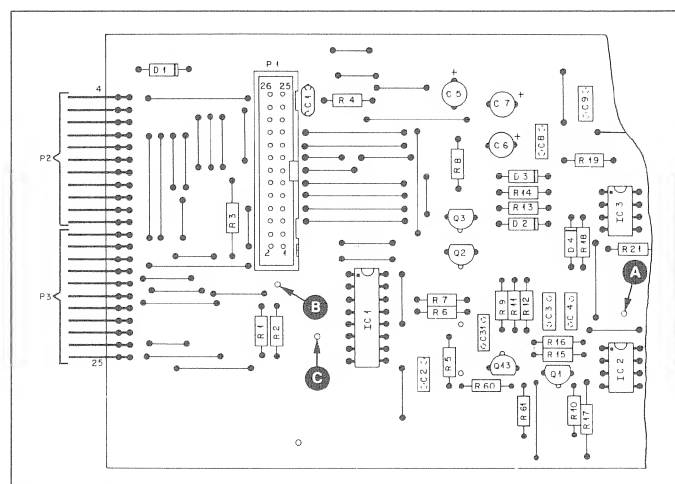 D1
P1
4
26 25
C1
R4
+
C5
C7
+
C9
P2
C8
C6
+
R8
R19
D3
R14
R3
R13
IC3
Q3
D2
D4
R18
R21
P3
2 1
Q2
A
B
IC1
R7
R6
R9
R11
R12
C3
C4
R1
R2
C31
R16
C
R15
25
C2
R5
Q13
Q1
IC2
R60
R61
R10
R17